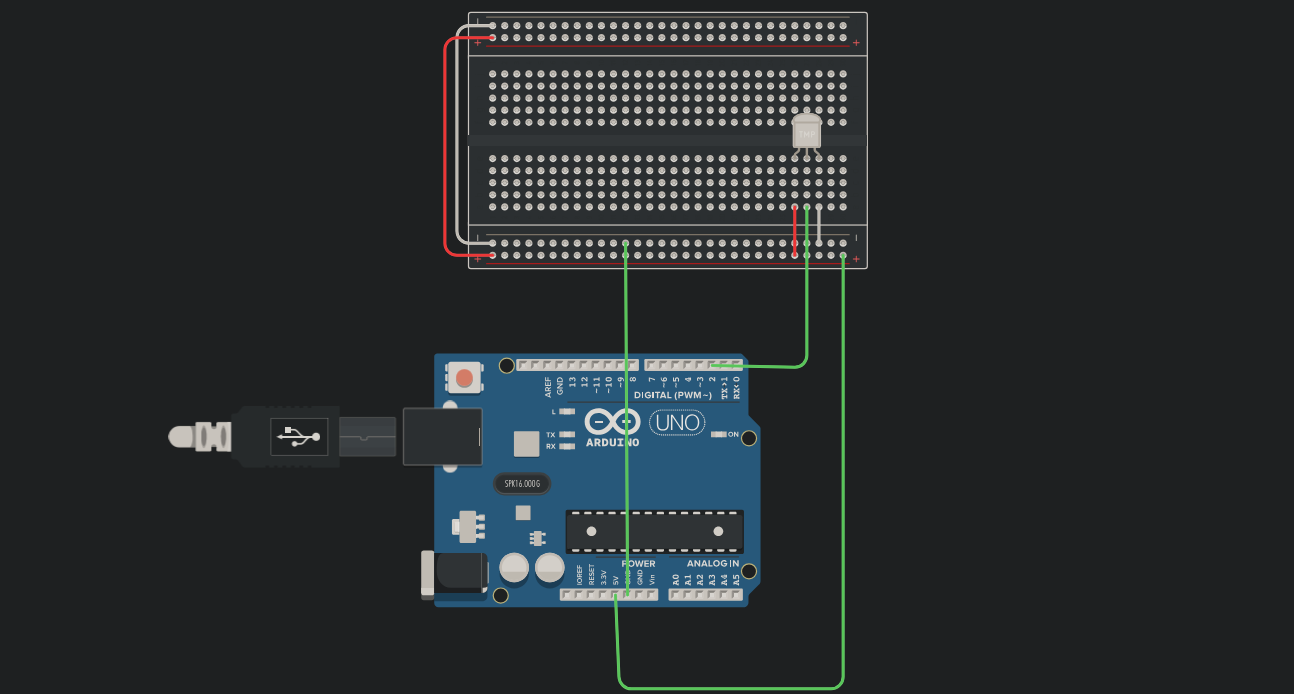 TMP
AREF
GND
13
12
~11
~10
~9
8
7
~6
~5
4
~3
2
TX>1
RX<0
DIGITAL (PWM~)
L
TX
RX
ARDUINO
UNO
ON
SPK16.000G
POWER
ANALOG IN
IOREF
RESET
3.3V
5V
GND
GND
Vin
A0
A1
A2
A3
A4
A5